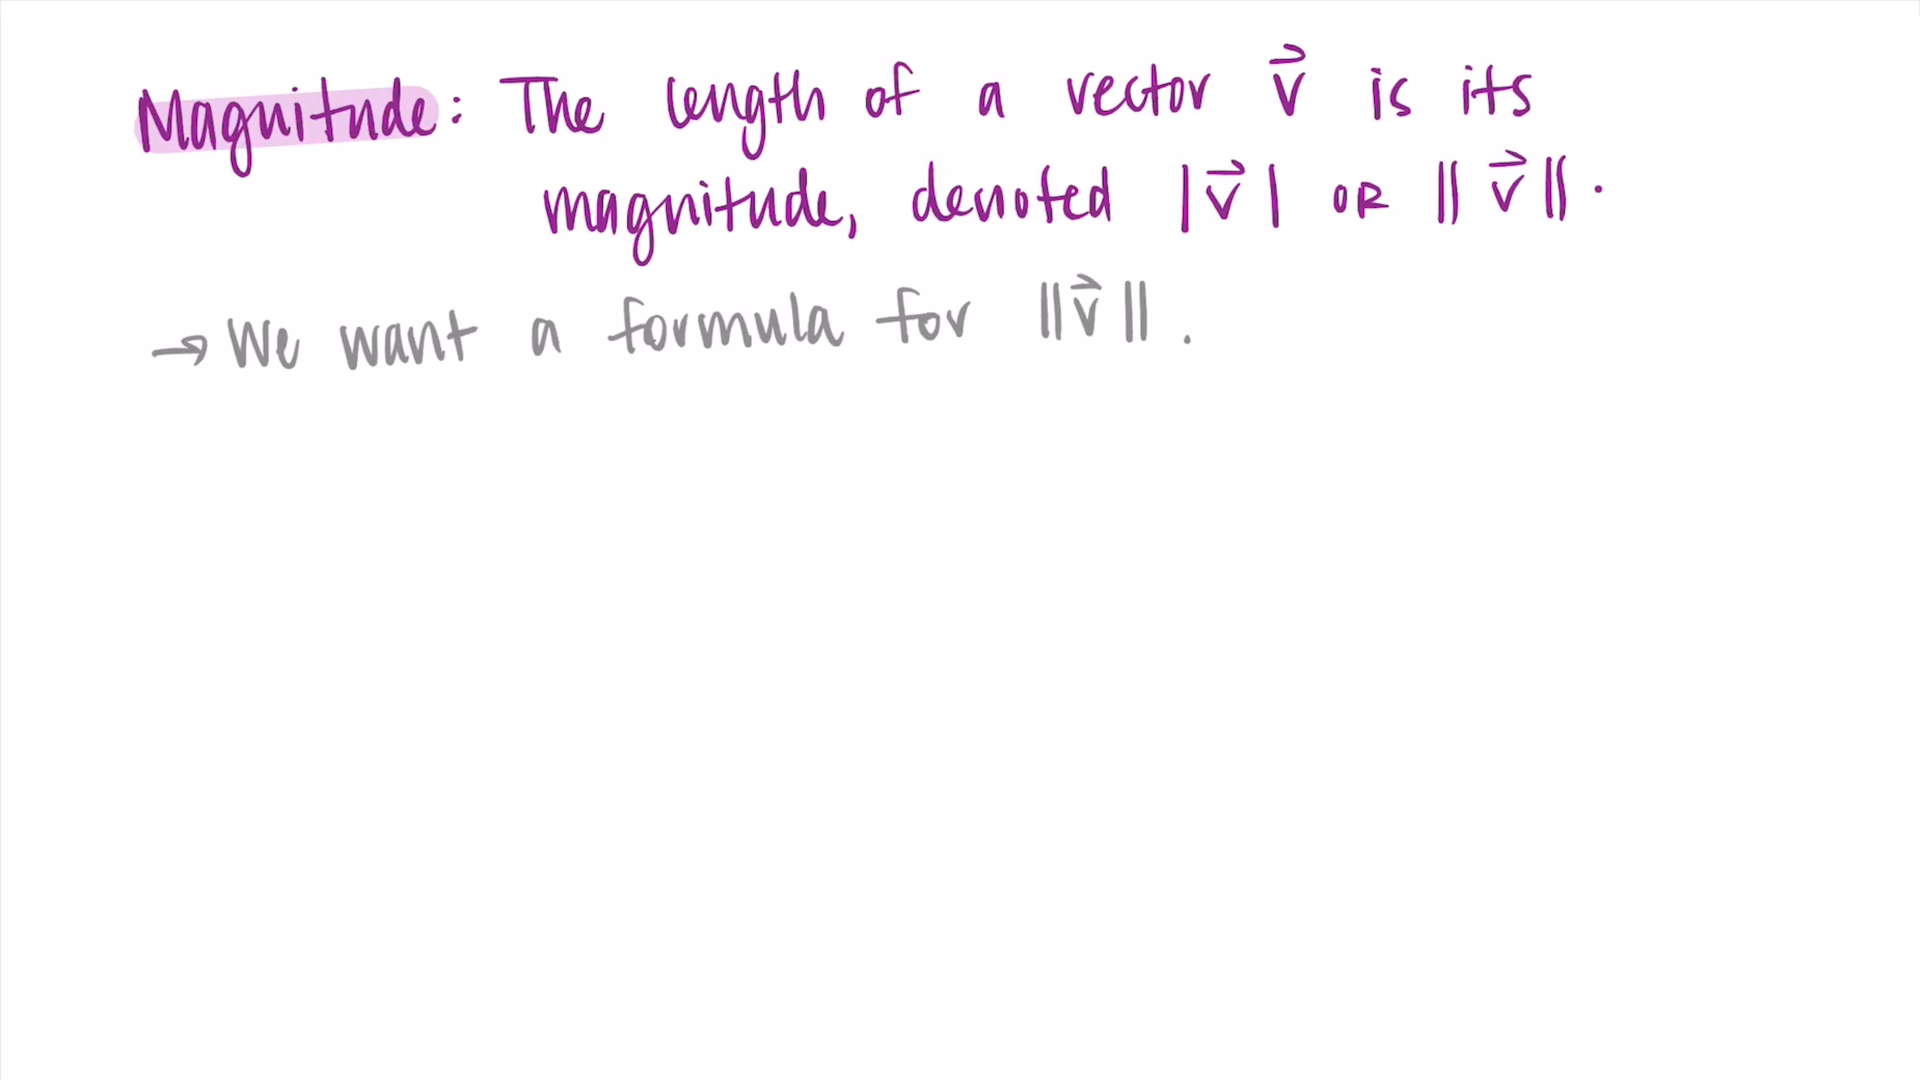 Magnitude: The length of a vector v⃗ is its
magnitude, denoted |v⃗| OR ‖v⃗‖.
→ We want a formula for ‖v⃗‖.